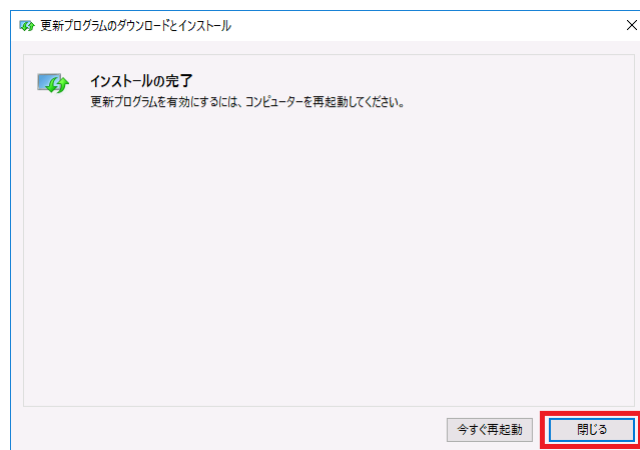 更新プログラムのダウンロードとインストール
インストールの完了
更新プログラムを有効にするには、コンピューターを再起動してください。
今すぐ再起動
閉じる